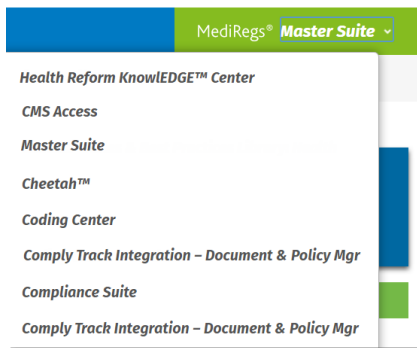 MediRegs® Master Suite
Health Reform KnowlEDGE™ Center
CMS Access
Master Suite
Cheetah™
Coding Center
Comply Track Integration – Document & Policy Mgr
Compliance Suite
Comply Track Integration – Document & Policy Mgr